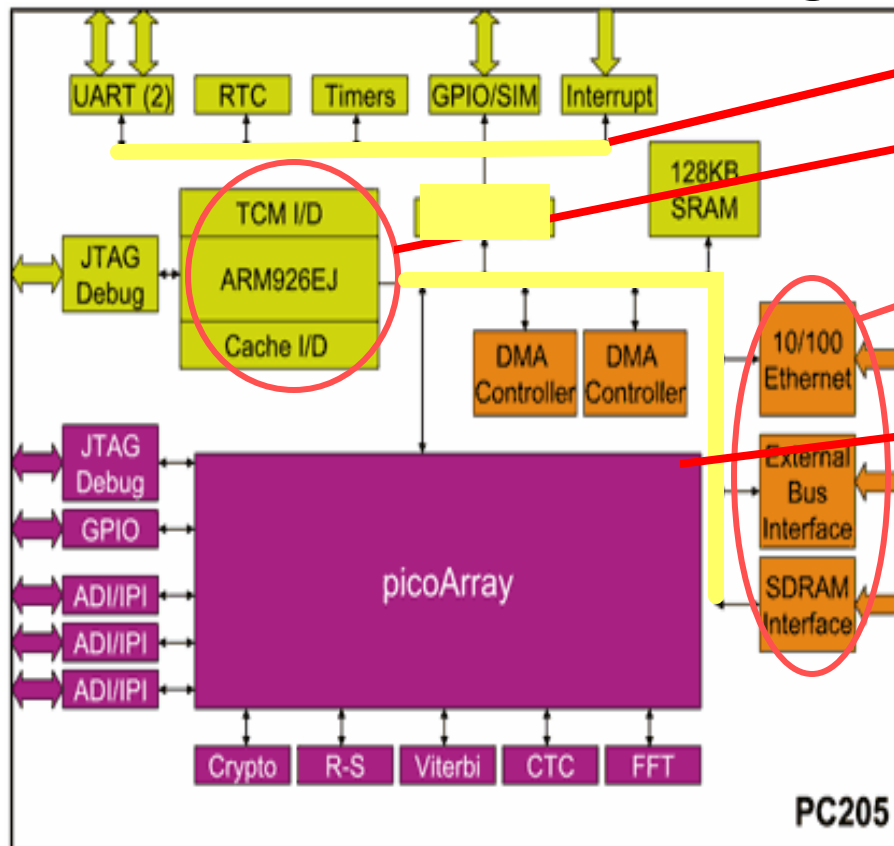 UART (2)
RTC
Timers
GPIO/SIM
Interrupt
128KB
SRAM
TCM I/D
ARM926EJ
Cache I/D
JTAG
Debug
DMA
Controller
DMA
Controller
10/100
Ethernet
External
Bus
Interface
SDRAM
Interface
JTAG
Debug
GPIO
ADI/IPI
ADI/IPI
ADI/IPI
picoArray
Crypto
R-S
Viterbi
CTC
FFT
PC205